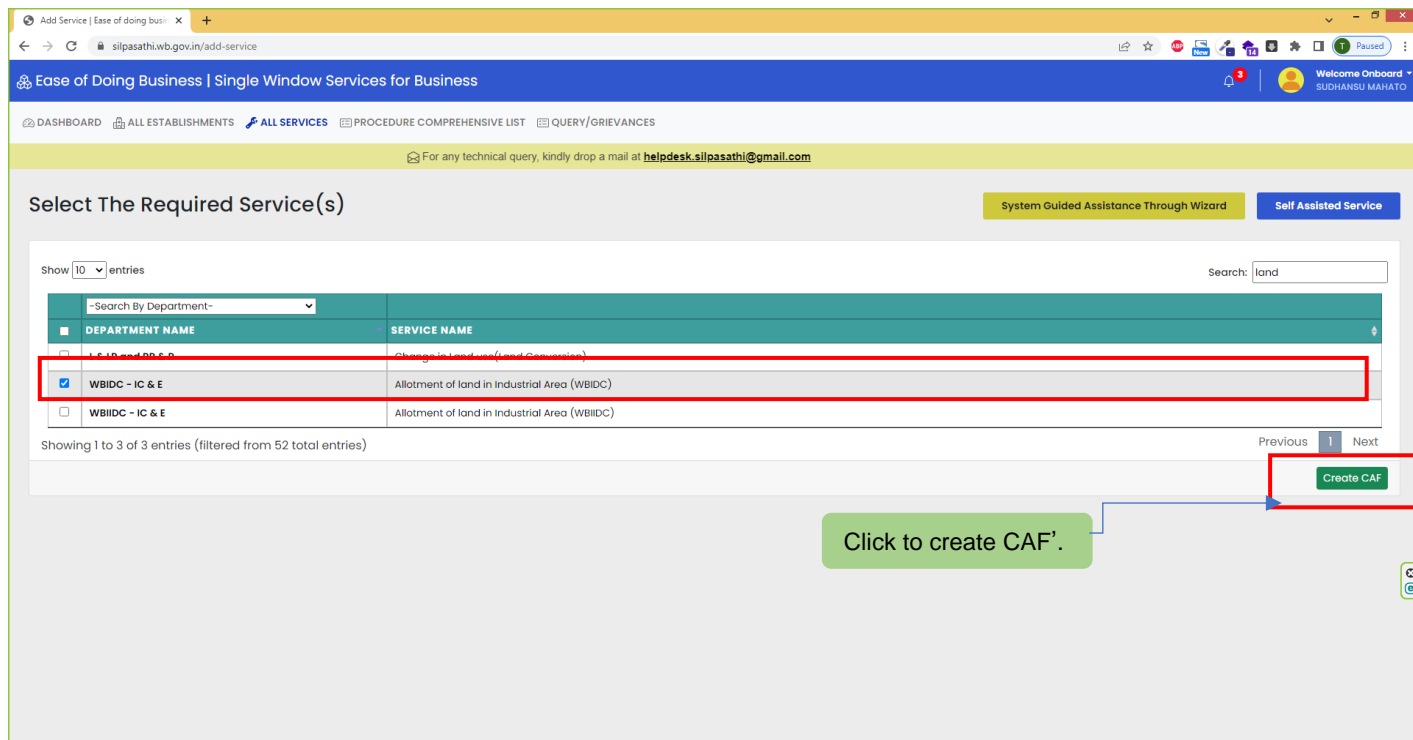 Add Service | Ease of doing busin
silpasathi.wb.gov.in/add-service
ABP New 14 T Paused
Ease of Doing Business | Single Window Services for Business
3
Welcome Onboard
SUDHANSU MAHATO
DASHBOARD ALL ESTABLISHMENTS ALL SERVICES PROCEDURE COMPREHENSIVE LIST QUERY/GRIEVANCES
For any technical query, kindly drop a mail at helpdesk.silpasathi@gmail.com
Select The Required Service(s)
System Guided Assistance Through Wizard Self Assisted Service
Show 10 entries Search: land
-Search By Department-
DEPARTMENT NAME SERVICE NAME
Change in Land use(Land Conversion)
WBIDC - IC & E Allotment of land in Industrial Area (WBIDC)
WBIIDC - IC & E Allotment of land in Industrial Area (WBIIDC)
Showing 1 to 3 of 3 entries (filtered from 52 total entries) Previous 1 Next
Create CAF
Click to create CAF’.